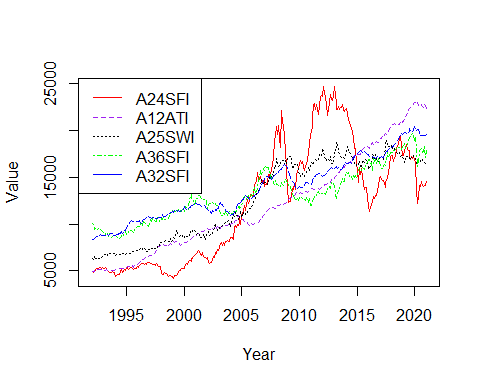 25000
15000
5000
Value
A24SFI
A12ATI
A25SWI
A36SFI
A32SFI
1995 2000 2005 2010 2015 2020
Year